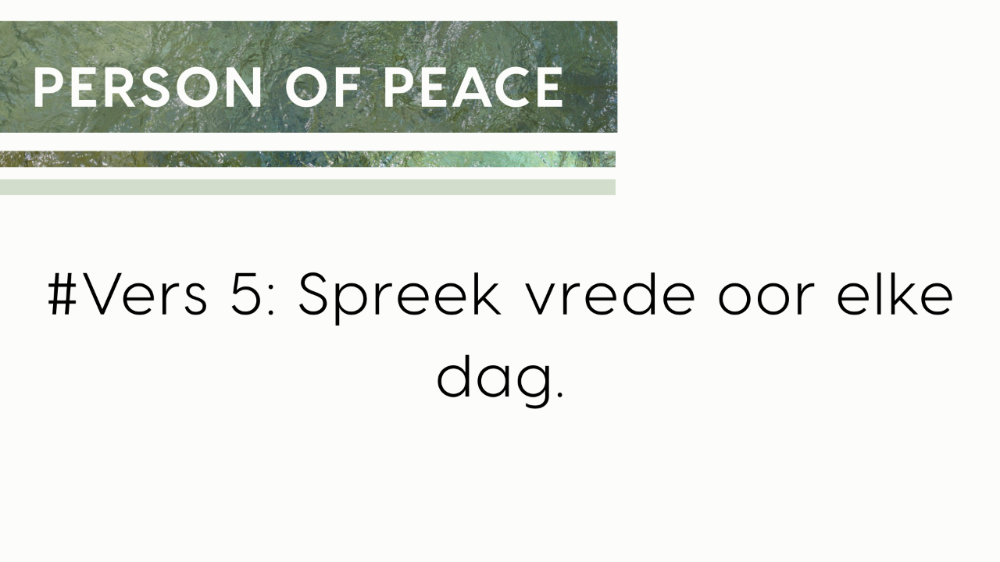 PERSON OF PEACE
#Vers 5: Spreek vrede oor elke
dag.